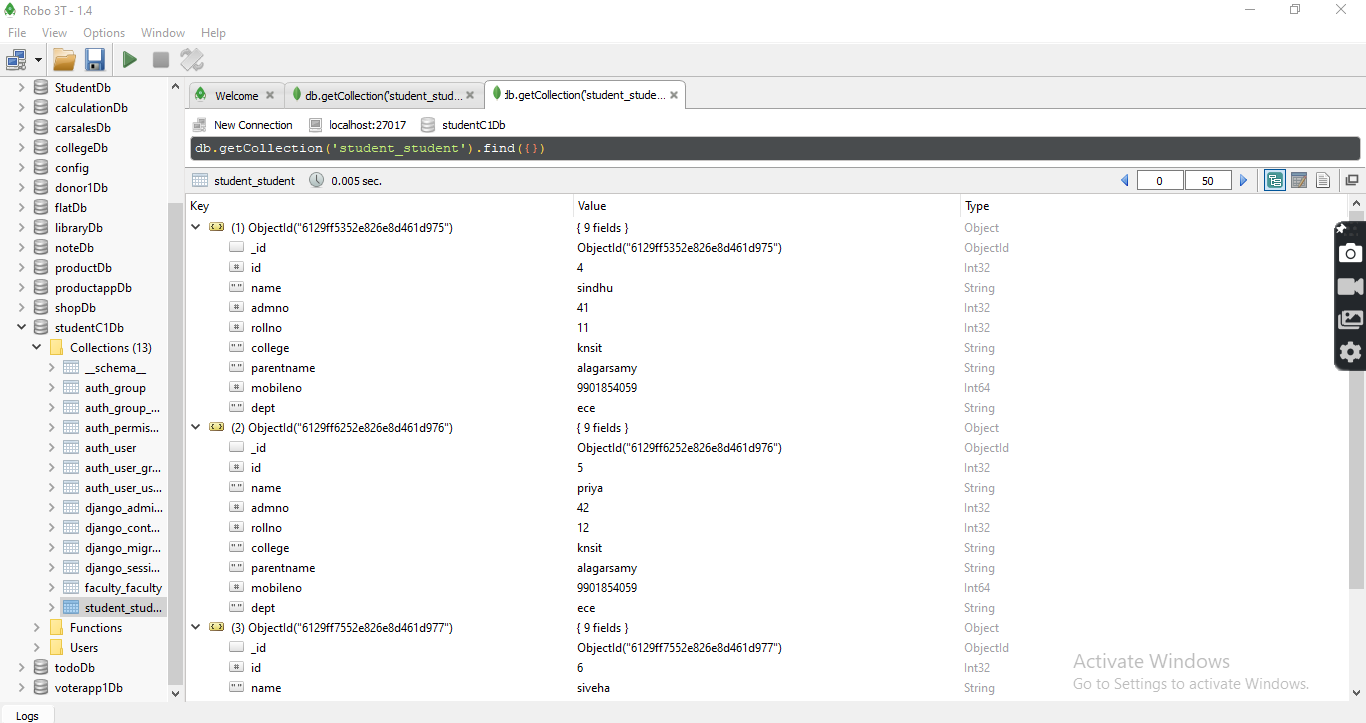 Robo 3T - 1.4
File View Options Window Help
StudentDb
calculationDb
carsalesDb
collegeDb
config
donor1Db
flatDb
libraryDb
noteDb
productDb
productappDb
shopDb
studentC1Db
Collections (13)
__schema__
auth_group
auth_group_...
auth_permis...
auth_user
auth_user_gr...
auth_user_us...
django_admi...
django_cont...
django_migr...
django_sessi...
faculty_faculty
student_stud...
Functions
Users
todoDb
voterapp1Db
Logs
Welcome db.getCollection('student_stud... db.getCollection('student_stude...
New Connection localhost:27017 studentC1Db
db.getCollection('student_student').find({})
student_student 0.005 sec. 0 50
Key Value Type
(1) ObjectId("6129ff5352e826e8d461d975") { 9 fields } Object
_id ObjectId("6129ff5352e826e8d461d975") ObjectId
id 4 Int32
name sindhu String
admno 41 Int32
rollno 11 Int32
college knsit String
parentname alagarsamy String
mobileno 9901854059 Int64
dept ece String
(2) ObjectId("6129ff6252e826e8d461d976") { 9 fields } Object
_id ObjectId("6129ff6252e826e8d461d976") ObjectId
id 5 Int32
name priya String
admno 42 Int32
rollno 12 Int32
college knsit String
parentname alagarsamy String
mobileno 9901854059 Int64
dept ece String
(3) ObjectId("6129ff7552e826e8d461d977") { 9 fields } Object
_id ObjectId("6129ff7552e826e8d461d977") ObjectId
id 6 Int32
name siveha String
Activate Windows
Go to Settings to activate Windows.